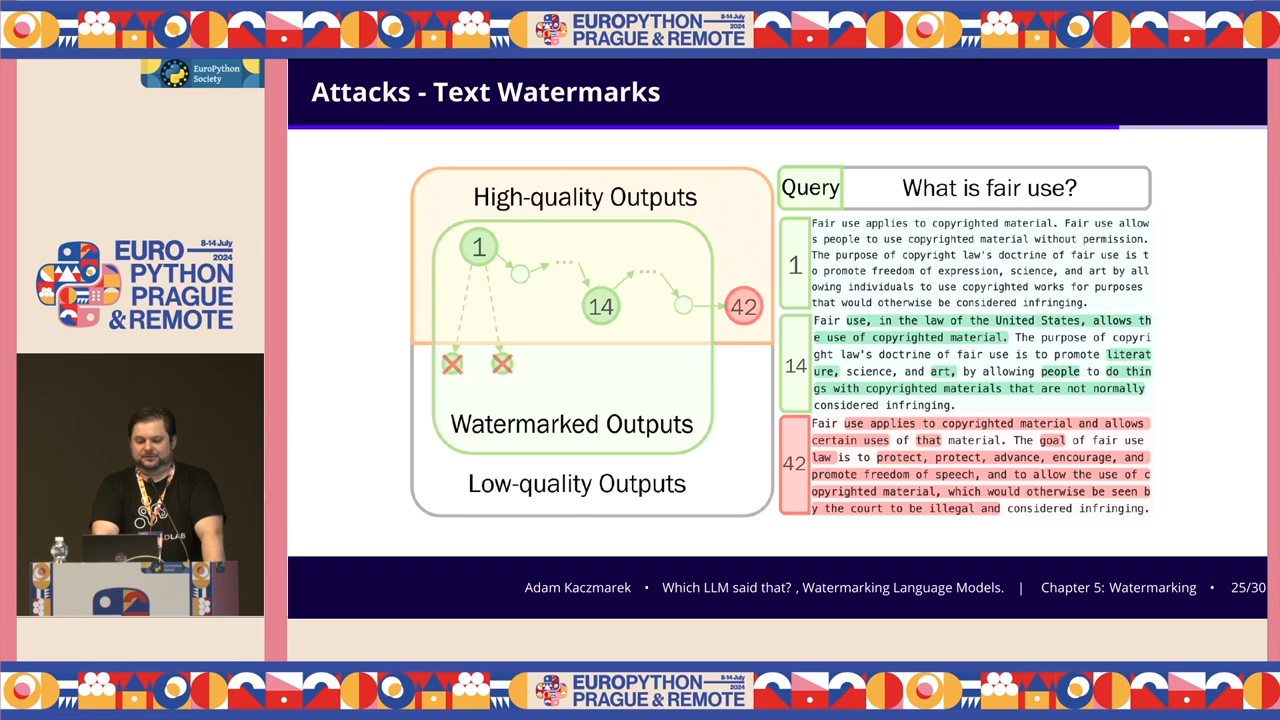 EUROPYTHON
8-14 July
2024
PRAGUE & REMOTE
EuroPython
Society
EURO
8-14 July
2024
PYTHON
PRAGUE
& REMOTE
Attacks - Text Watermarks
High-quality Outputs
1
14
42
Watermarked Outputs
Low-quality Outputs
Query
What is fair use?
1
Fair use applies to copyrighted material. Fair use allow
s people to use copyrighted material without permission.
The purpose of copyright law's doctrine of fair use is t
o promote freedom of expression, science, and art by all
owing individuals to use copyrighted works for purposes
that would otherwise be considered infringing.
14
Fair use, in the law of the United States, allows th
e use of copyrighted material. The purpose of copyri
ght law's doctrine of fair use is to promote literat
ure, science, and art, by allowing people to do thin
gs with copyrighted materials that are not normally
considered infringing.
42
Fair use applies to copyrighted material and allows
certain uses of that material. The goal of fair use
law is to protect, protect, advance, encourage, and
promote freedom of speech, and to allow the use of c
opyrighted material, which would otherwise be seen b
y the court to be illegal and considered infringing.
Adam Kaczmarek • Which LLM said that? , Watermarking Language Models. | Chapter 5: Watermarking • 25/30
EUROPYTHON
8-14 July
2024
PRAGUE & REMOTE